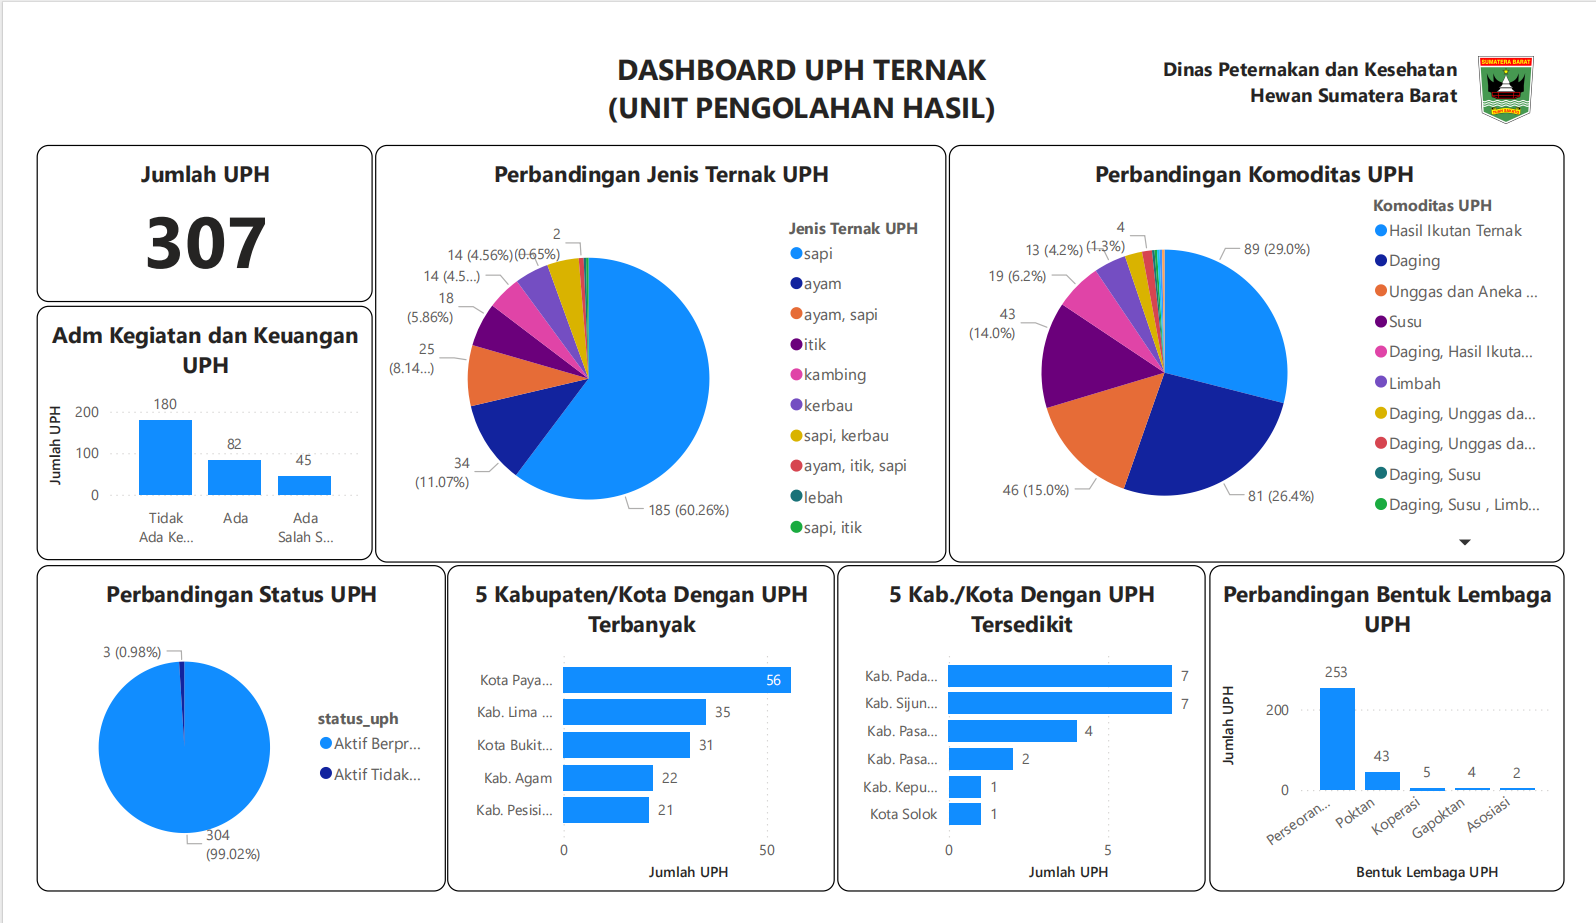 DASHBOARD UPH TERNAK
(UNIT PENGOLAHAN HASIL)
Dinas Peternakan dan Kesehatan
Hewan Sumatera Barat
SUMATERA BARAT
Jumlah UPH
307
Adm Kegiatan dan Keuangan
UPH
Jumlah UPH
200
100
0
180
82
45
Tidak
Ada Ke...
Ada
Ada
Salah S...
Perbandingan Jenis Ternak UPH
2
(0.65%)
14 (4.56%)
14 (4.5...)
18
(5.86%)
25
(8.14...)
34
(11.07%)
185 (60.26%)
Jenis Ternak UPH
sapi
ayam
ayam, sapi
itik
kambing
kerbau
sapi, kerbau
ayam, itik, sapi
lebah
sapi, itik
Perbandingan Komoditas UPH
4
(1.3%)
13 (4.2%)
19 (6.2%)
43
(14.0%)
46 (15.0%)
81 (26.4%)
89 (29.0%)
Komoditas UPH
Hasil Ikutan Ternak
Daging
Unggas dan Aneka ...
Susu
Daging, Hasil Ikuta...
Limbah
Daging, Unggas da...
Daging, Unggas da...
Daging, Susu
Daging, Susu , Limb...
Perbandingan Status UPH
3 (0.98%)
304
(99.02%)
status_uph
Aktif Berpr...
Aktif Tidak...
5 Kabupaten/Kota Dengan UPH
Terbanyak
Kota Paya...
56
Kab. Lima ...
35
Kota Bukit...
31
Kab. Agam
22
Kab. Pesisi...
21
0
50
Jumlah UPH
5 Kab./Kota Dengan UPH
Tersedikit
Kab. Pada...
7
Kab. Sijun...
7
Kab. Pasa...
4
Kab. Pasa...
2
Kab. Kepu...
1
Kota Solok
1
0
5
Jumlah UPH
Perbandingan Bentuk Lembaga
UPH
Jumlah UPH
200
0
253
43
5
4
2
Perseoran...
Poktan
Koperasi
Gapoktan
Asosiasi
Bentuk Lembaga UPH